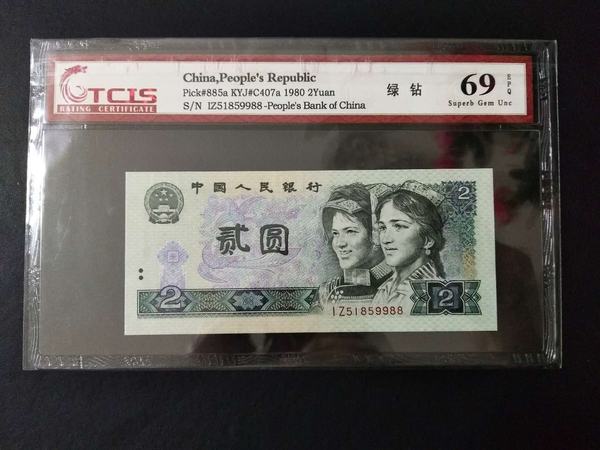 TCIS
RATING CERTIFICATE
China,People's Republic
Pick#885a KYJ#C407a 1980 2Yuan
S/N IZ51859988-People's Bank of China
绿 钻
69
EPQ
Superb Gem Unc
中国人民银行
贰圆
2
2
2
IZ51859988